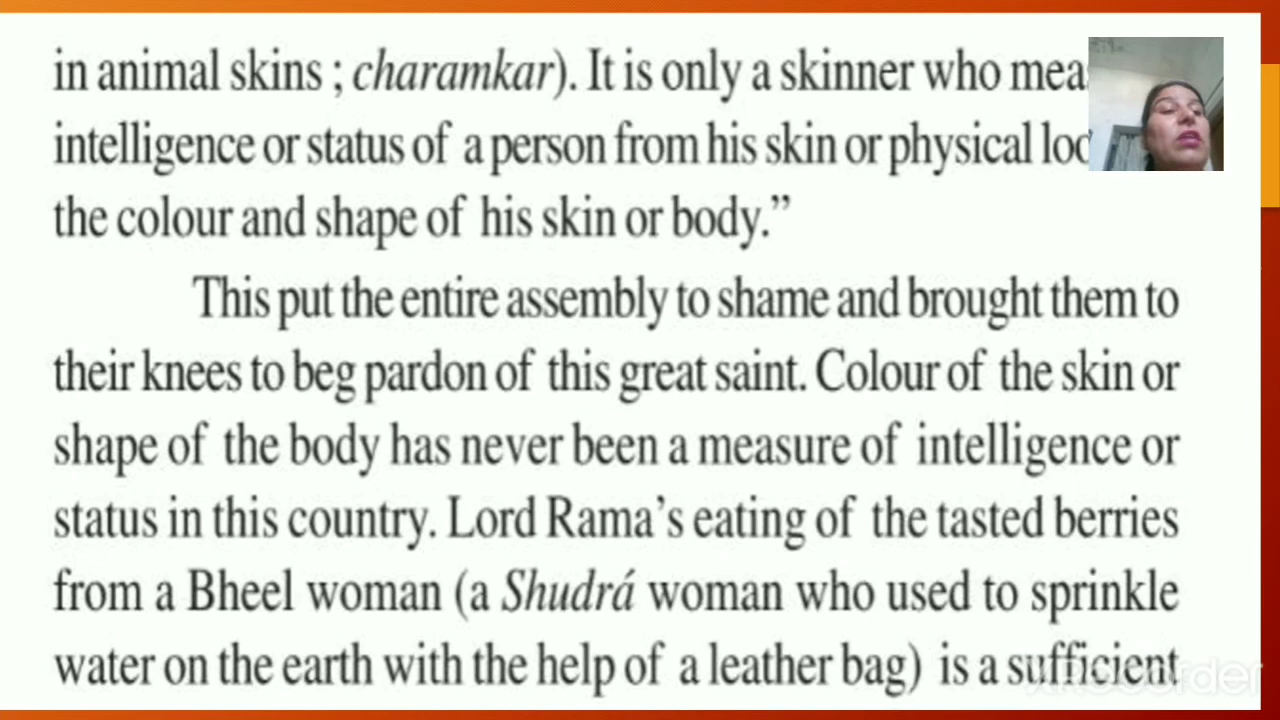 in animal skins ; charamkar). It is only a skinner who
intelligence or status of a person from his skin or physical
the colour and shape of his skin or body.”
This put the entire assembly to shame and brought them to
their knees to beg pardon of this great saint. Colour of the skin or
shape of the body has never been a measure of intelligence or
status in this country. Lord Rama’s eating of the tasted berries
from a Bheel woman (a Shudrá woman who used to sprinkle
water on the earth with the help of a leather bag) is a sufficient
XRecorder